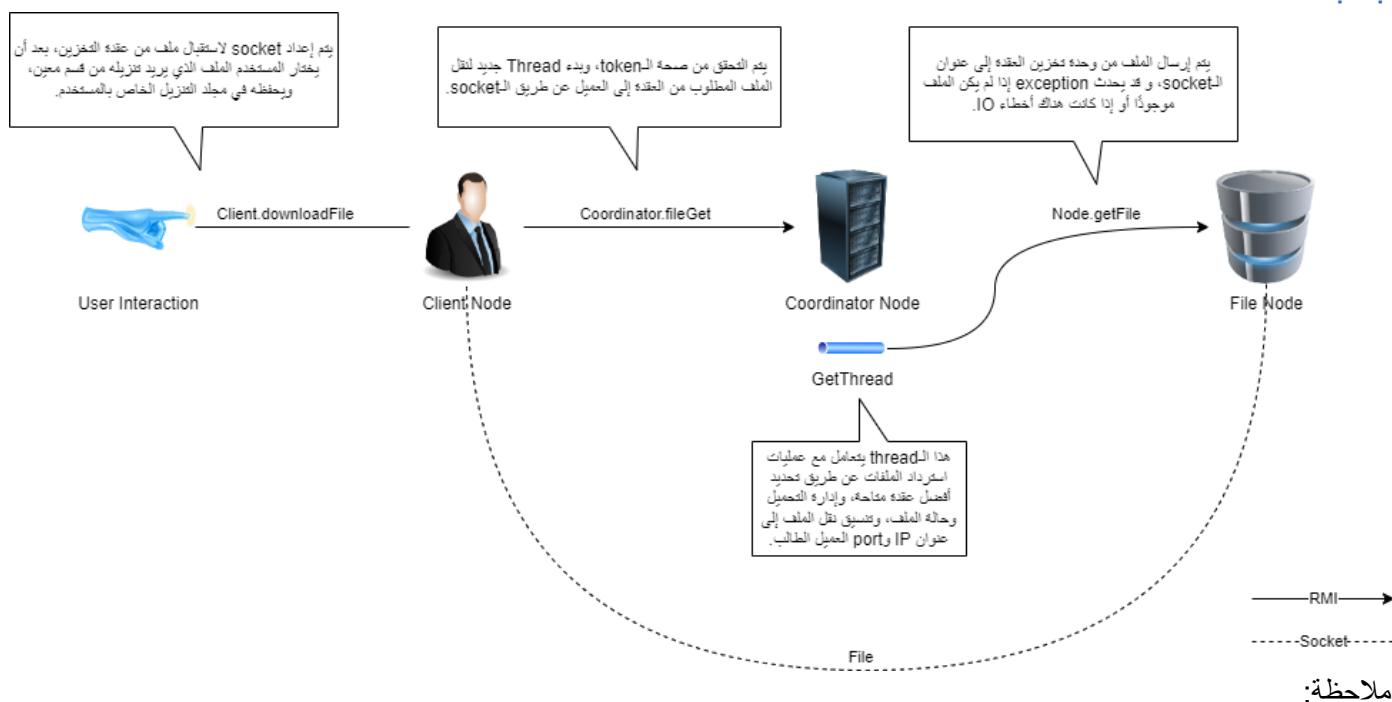 يتم إعداد socket لاستقبال ملف من عقدة التخزين، بعد أن
يختار المستخدم الملف الذي يريد تنزيله من قسم معين،
ويحفظه في مجلد التنزيل الخاص بالمستخدم.
يتم التحقق من صحة الـtoken، وبدء Thread جديد لنقل
الملف المطلوب من العقدة إلى العميل عن طريق الـsocket.
يتم إرسال الملف من وحدة تخزين العقدة إلى عنوان
الـsocket، و قد يحدث exception إذا لم يكن الملف
موجودًا أو إذا كانت هناك أخطاء IO.
Client.downloadFile
Coordinator.fileGet
Node.getFile
User Interaction
Client Node
Coordinator Node
File Node
GetThread
هذا الـthread يتعامل مع عمليات
استرداد الملفات عن طريق تحديد
أفضل عقدة متاحة، وإدارة التحميل
وحالة الملف، وتنسيق نقل الملف إلى
عنوان IP وport العميل الطالب.
RMI
Socket
File
ملاحظة: